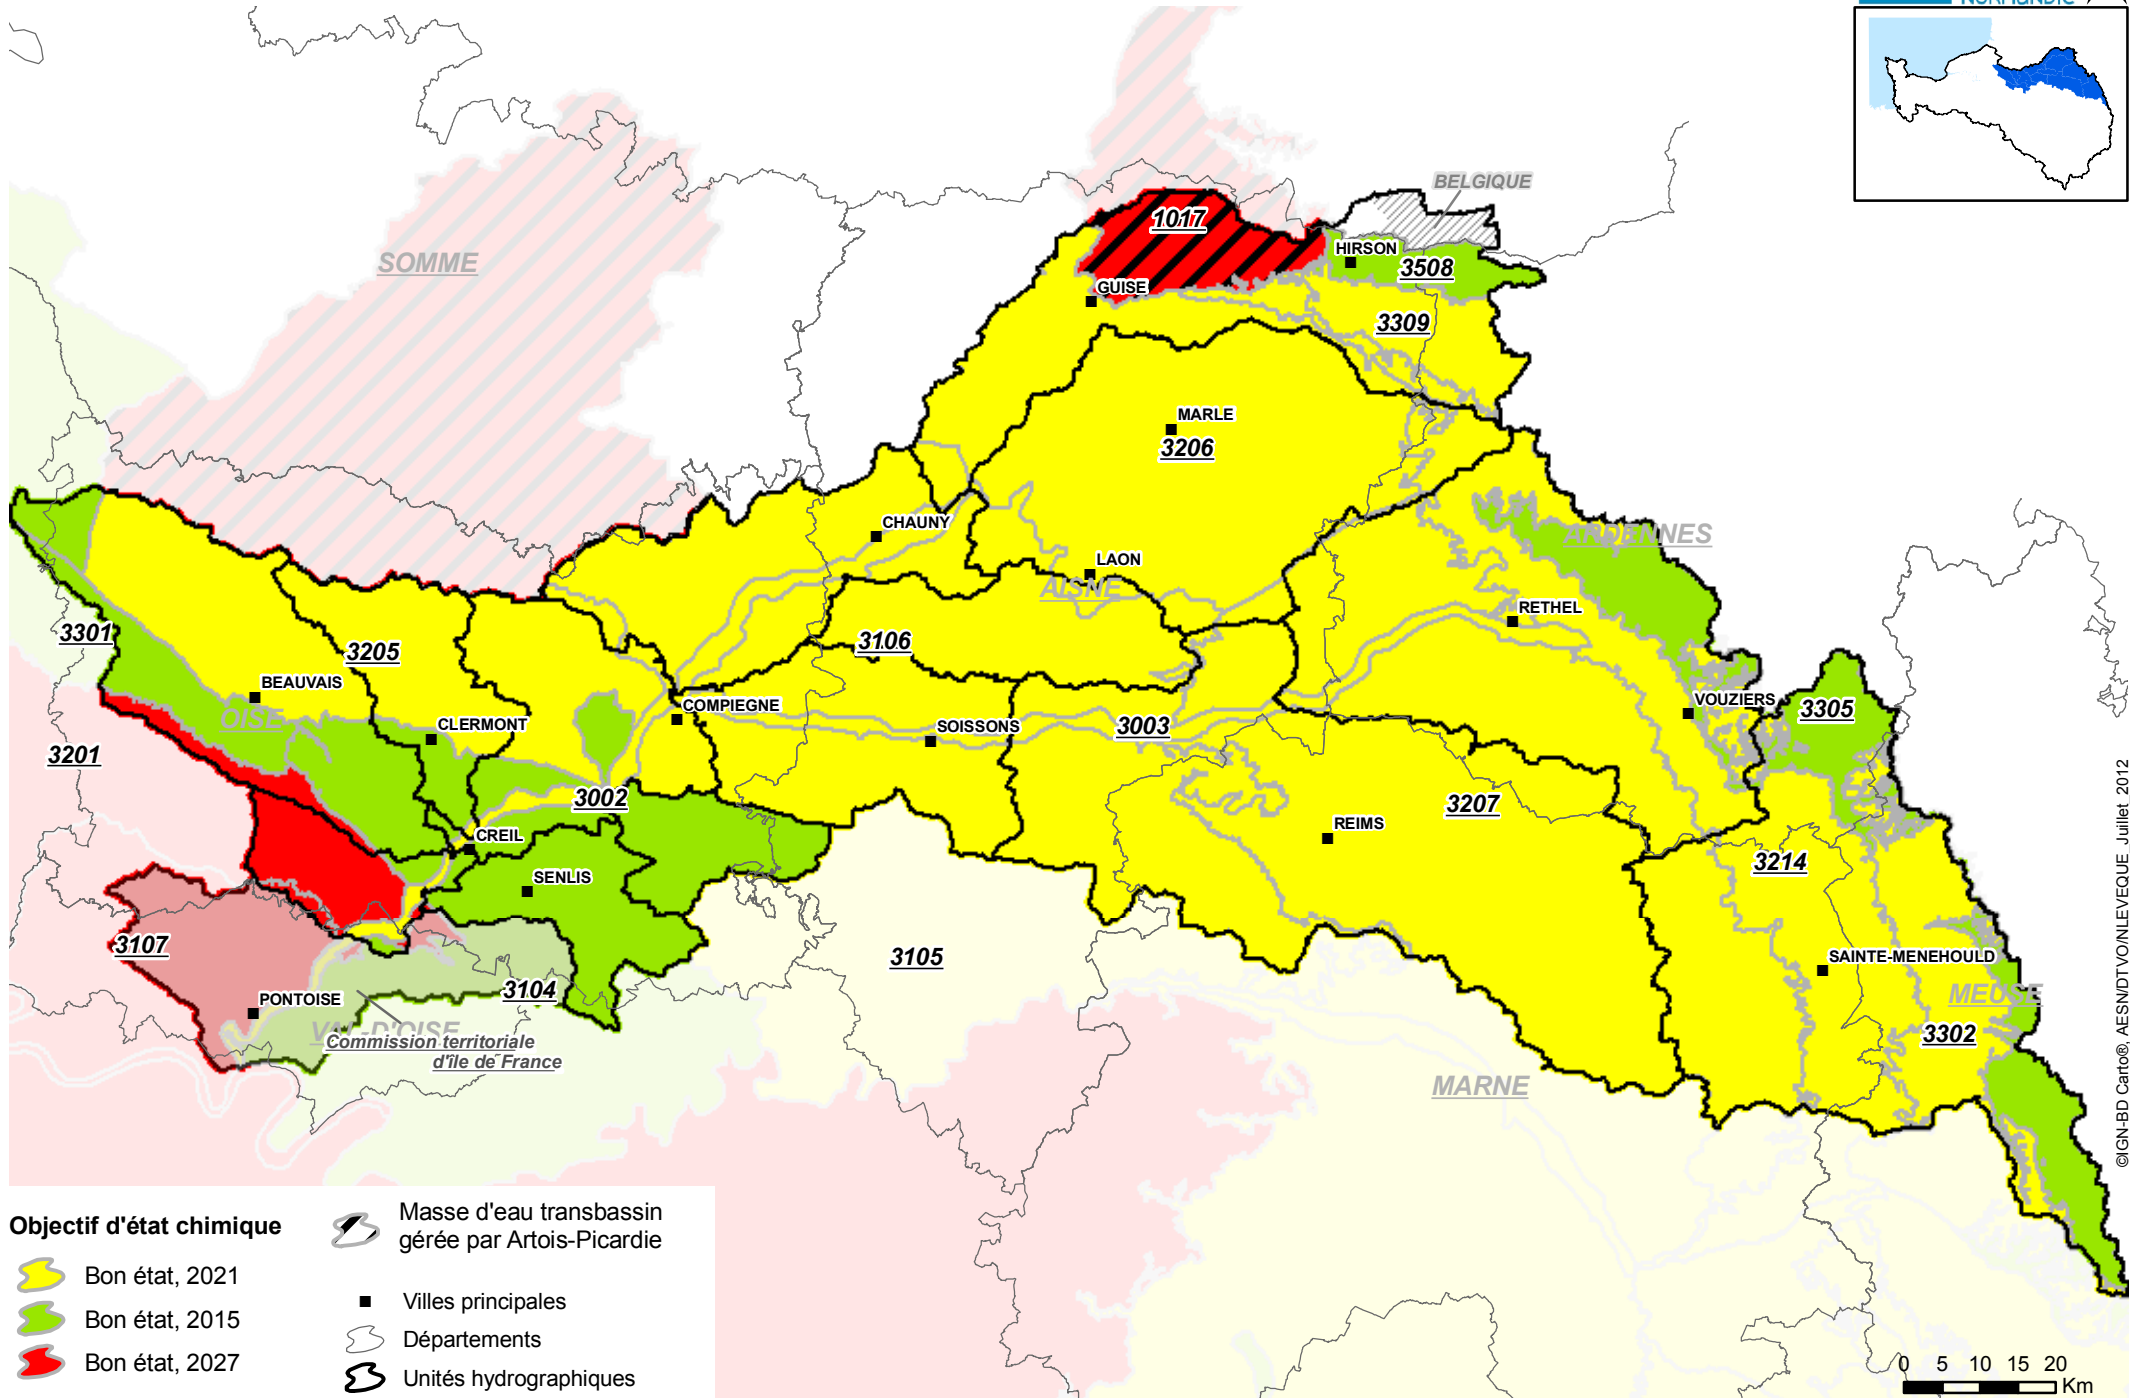 NORMANDIE
BELGIQUE
1017
HIRSON
3508
SOMME
GUISE
3309
MARLE
3206
CHAUNY
ARDENNES
LAON
AISNE
RETHEL
3301
3205
3106
BEAUVAIS
COMPIEGNE
VOUZIERS
3305
OISE
CLERMONT
SOISSONS
3003
3201
3002
3207
CREIL
REIMS
3214
SENLIS
3107
3105
SAINTE-MENEHOULD
3104
MEUSE
PONTOISE
VAL-D'OISE
3302
Commission territoriale
d'île de France
MARNE
©IGN-BD Carto®, AESN/DTVO/NLEVEQUE_Juillet 2012
Objectif d'état chimique
Bon état, 2021
Bon état, 2015
Bon état, 2027
Masse d'eau transbassin
gérée par Artois-Picardie
Villes principales
Départements
Unités hydrographiques
0 5 10 15 20
Km